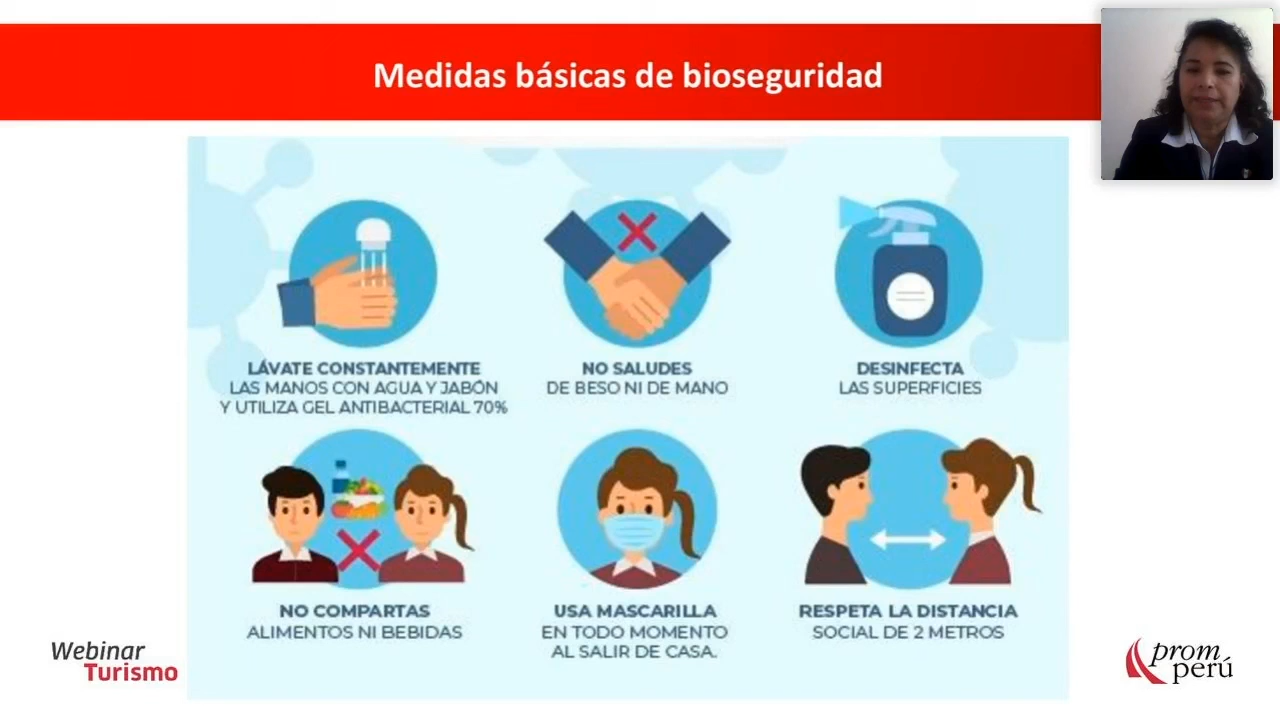 Medidas básicas de bioseguridad
LÁVATE CONSTANTEMENTE
LAS MANOS CON AGUA Y JABÓN
Y UTILIZA GEL ANTIBACTERIAL 70%
NO SALUDES
DE BESO NI DE MANO
DESINFECTA
LAS SUPERFICIES
NO COMPARTAS
ALIMENTOS NI BEBIDAS
USA MASCARILLA
EN TODO MOMENTO
AL SALIR DE CASA.
RESPETA LA DISTANCIA
SOCIAL DE 2 METROS
Webinar
Turismo
prom
perú